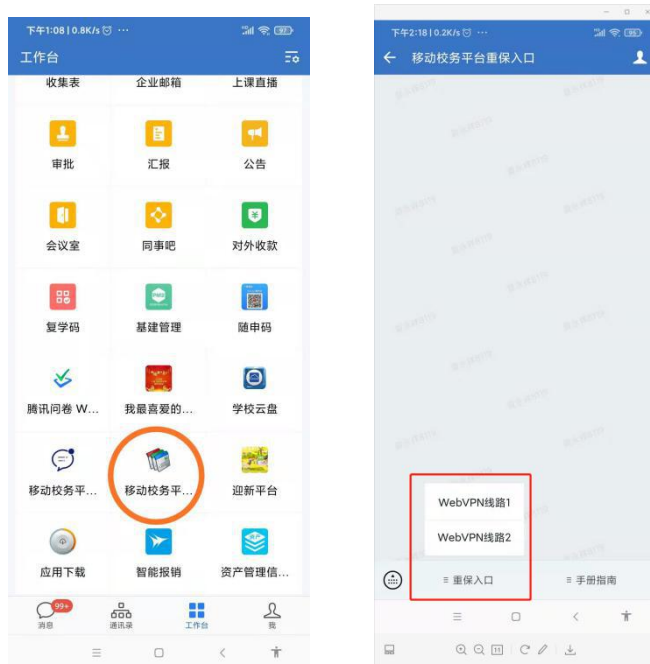 下午1:08 | 0.8K/s
工作台
收集表 企业邮箱 上课直播
审批 汇报 公告
会议室 同事吧 对外收款
复学码 基建管理 随申码
腾讯问卷 W... 我最喜爱的... 学校云盘
移动校务平... 移动校务平... 迎新平台
应用下载 智能报销 资产管理信...
99+
消息 通讯录 工作台 我
下午2:18 | 0.2K/s
移动校务平台重保入口
WebVPN线路1
WebVPN线路2
重保入口 手册指南